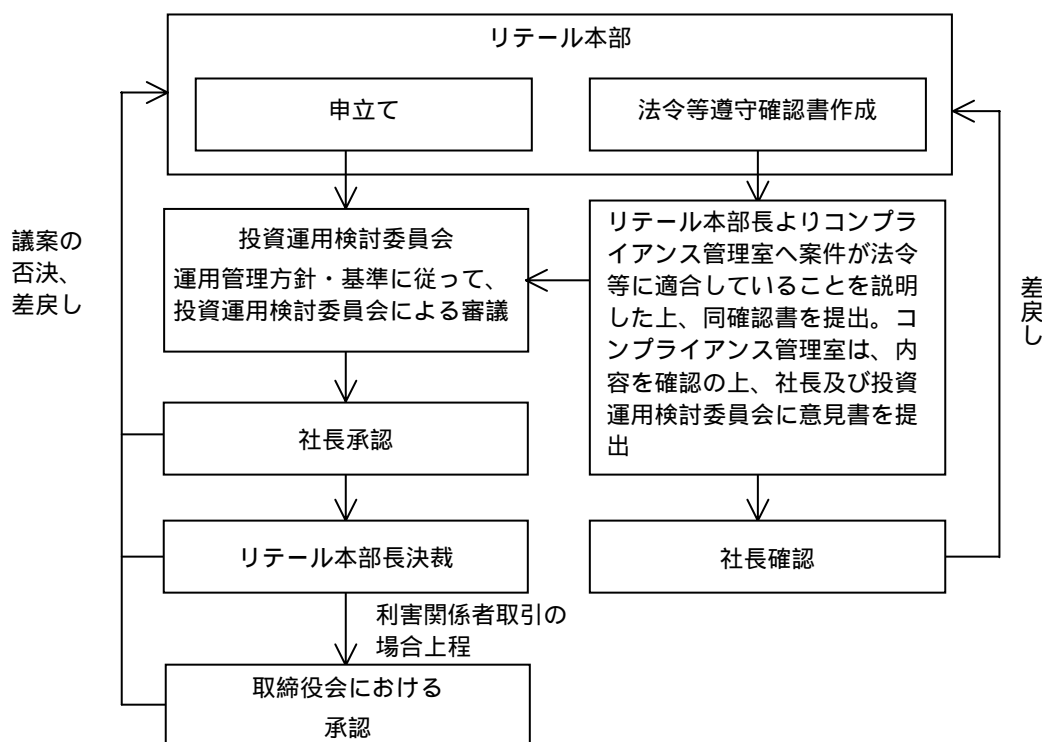 リテール本部
申立て
法令等遵守確認書作成
議案の
否決、
差戻し
投資運用検討委員会
運用管理方針・基準に従って、
投資運用検討委員会による審議
リテール本部長よりコンプラ
イアンス管理室へ案件が法令
等に適合していることを説明
した上、同確認書を提出。コ
ンプライアンス管理室は、内
容を確認の上、社長及び投資
運用検討委員会に意見書を提
出
差戻し
社長承認
リテール本部長決裁
社長確認
利害関係者取引の
場合上程
取締役会における
承認